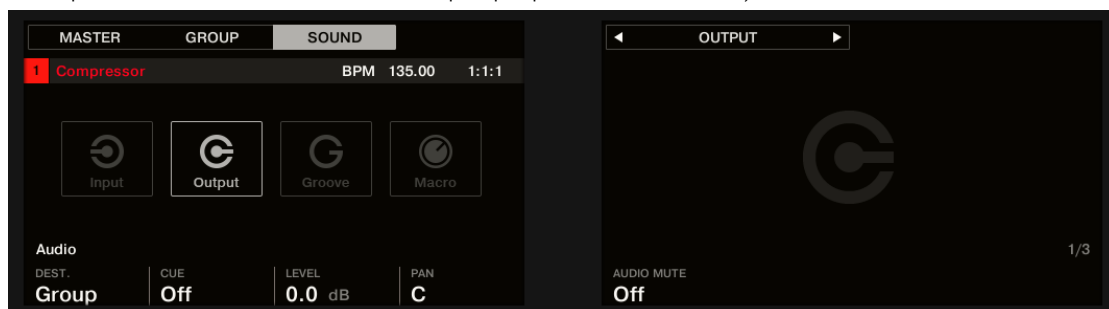 MASTER GROUP SOUND
1 Compressor BPM 135.00 1:1:1
Input Output Groove Macro
Audio
DEST. CUE LEVEL PAN
Group Off 0.0 dB C
OUTPUT
1/3
AUDIO MUTE
Off